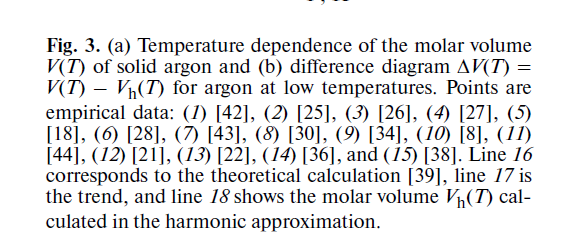 Fig. 3. (a) Temperature dependence of the molar volume
V(T) of solid argon and (b) difference diagram ΔV(T) =
V(T) – Vh(T) for argon at low temperatures. Points are
empirical data: (1) [42], (2) [25], (3) [26], (4) [27], (5)
[18], (6) [28], (7) [43], (8) [30], (9) [34], (10) [8], (11)
[44], (12) [21], (13) [22], (14) [36], and (15) [38]. Line 16
corresponds to the theoretical calculation [39], line 17 is
the trend, and line 18 shows the molar volume Vh(T) cal-
culated in the harmonic approximation.